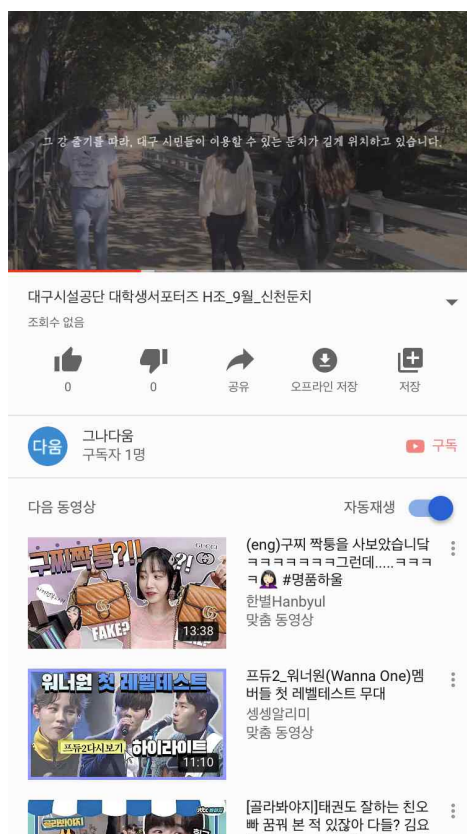 그 강 줄기를 따라, 대구 시민들이 이용할 수 있는 둔치가 길게 위치하고 있습니다.
대구시설공단 대학생서포터즈 H조_9월_신천둔치
조회수 없음
0
0
공유
오프라인 저장
저장
다움
그나다움
구독자 1명
구독
다음 동영상
자동재생
구찌짝퉁?!!
?!
GUCCI
FAKE?
13:38
(eng)구찌 짝퉁을 사보았습니닼
ㅋㅋㅋㅋㅋㅋㅋ그런데.....ㅋㅋㅋ
ㅋ🤦🏻‍♀️ #명품하울
한별Hanbyul
맞춤 동영상
워너원 첫 레벨테스트
프듀2다시보기
하이라이트
11:10
프듀2_워너원(Wanna One)멤
버들 첫 레벨테스트 무대
셍셍알리미
맞춤 동영상
골라봐야지
[골라봐야지]태권도 잘하는 친오
빠 꿈꿔 본 적 있잖아 다들? 김요